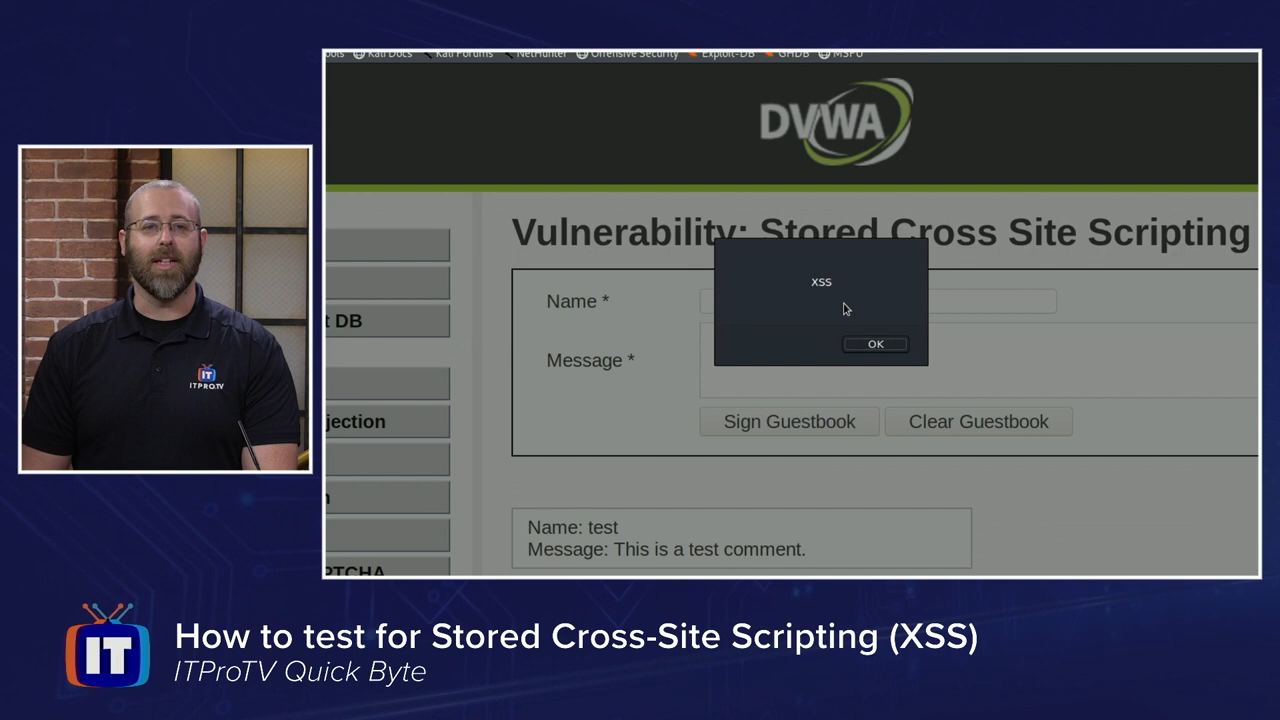 Kali Docs Kali Forums NetHunter Offensive Security Exploit-DB GHDB MSFU
DVWA
Vulnerability: Stored Cross Site Scripting
XSS
OK
Name *
Message *
Sign Guestbook Clear Guestbook
t DB
jection
Name: test
Message: This is a test comment.
IT
ITPRO.TV
IT
How to test for Stored Cross-Site Scripting (XSS)
ITProTV Quick Byte